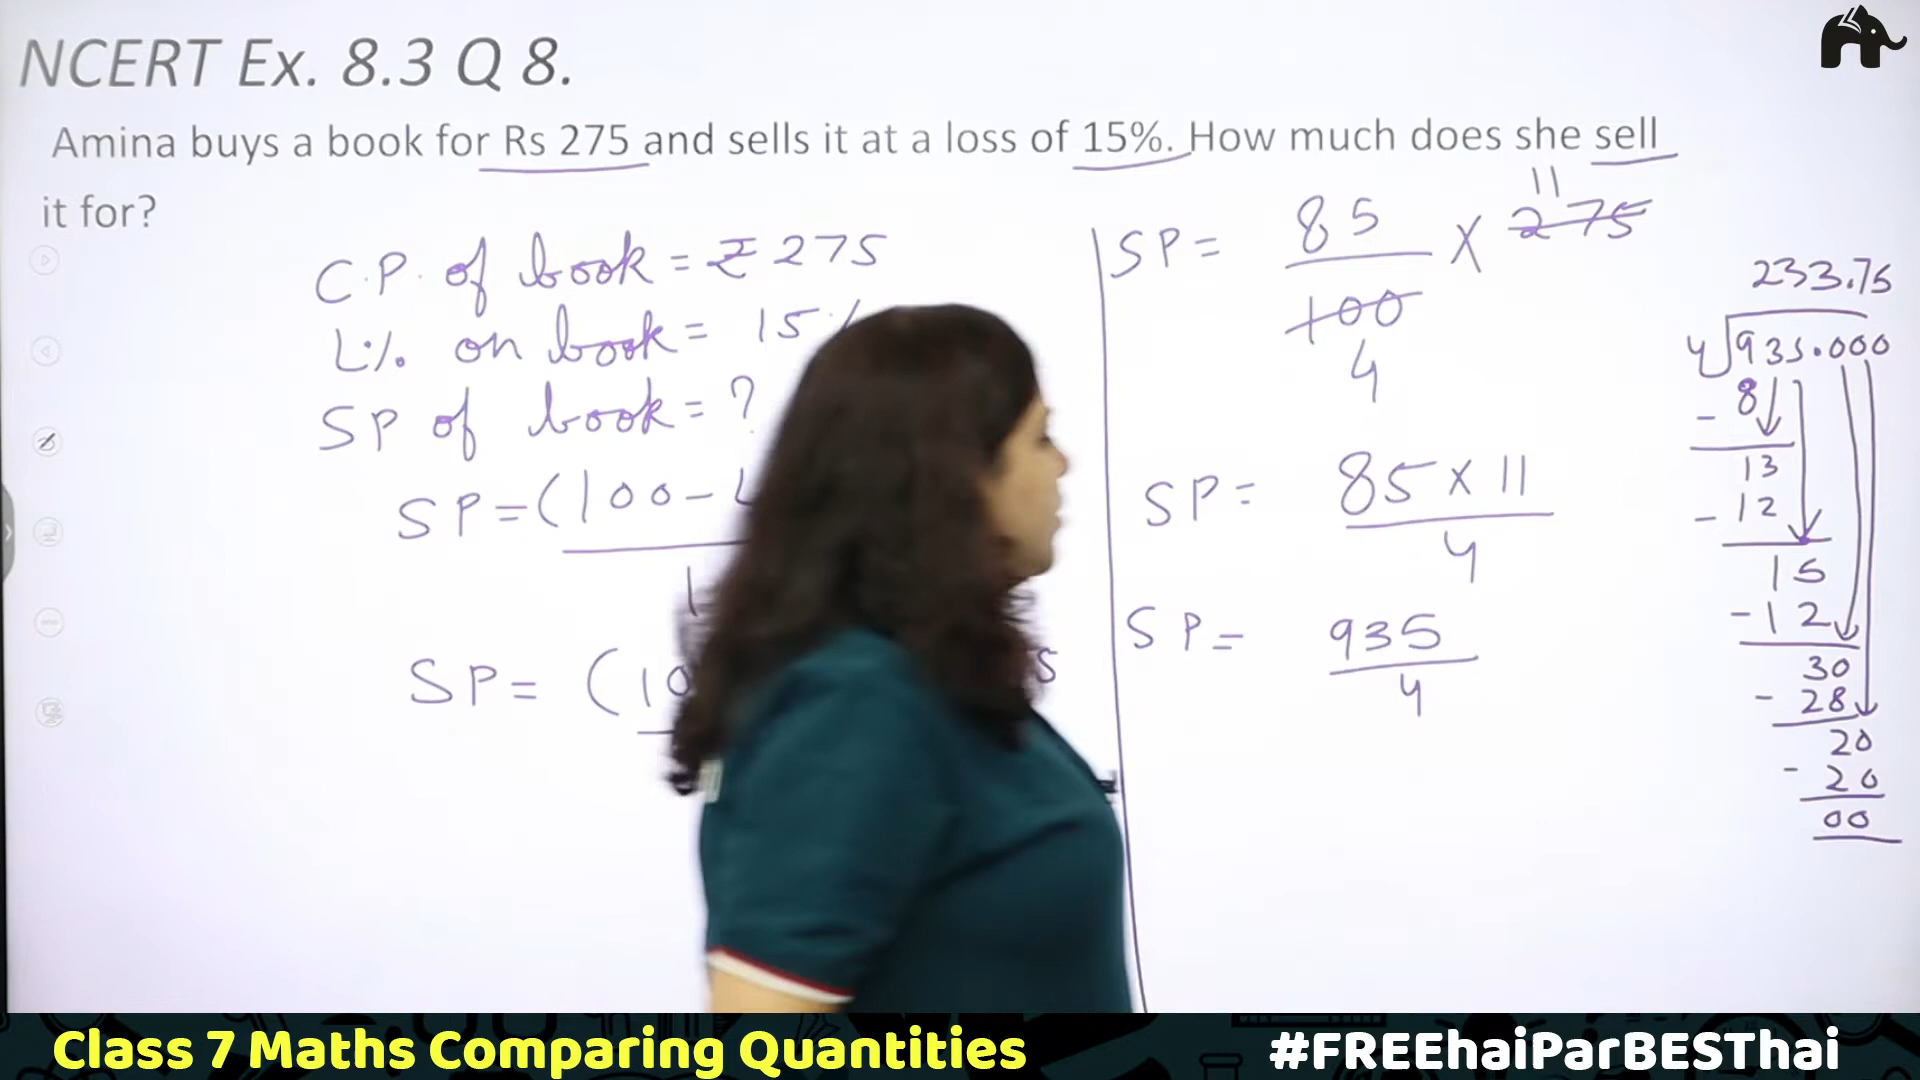 NCERT Ex. 8.3 Q 8.
Amina buys a book for Rs 275 and sells it at a loss of 15%. How much does she sell
it for?
C.P. of book = ₹ 275
L% on book = 15%
SP of book = ?
SP = (100 - L
1
SP = (10
5
SP = 85 × 275
11
100
4
SP = 85 × 11
4
SP = 935
4
233.75
4 935.000
- 8
13
- 12
15
- 12
30
- 28
20
- 20
00
Class 7 Maths Comparing Quantities
#FREEhaiParBESThai